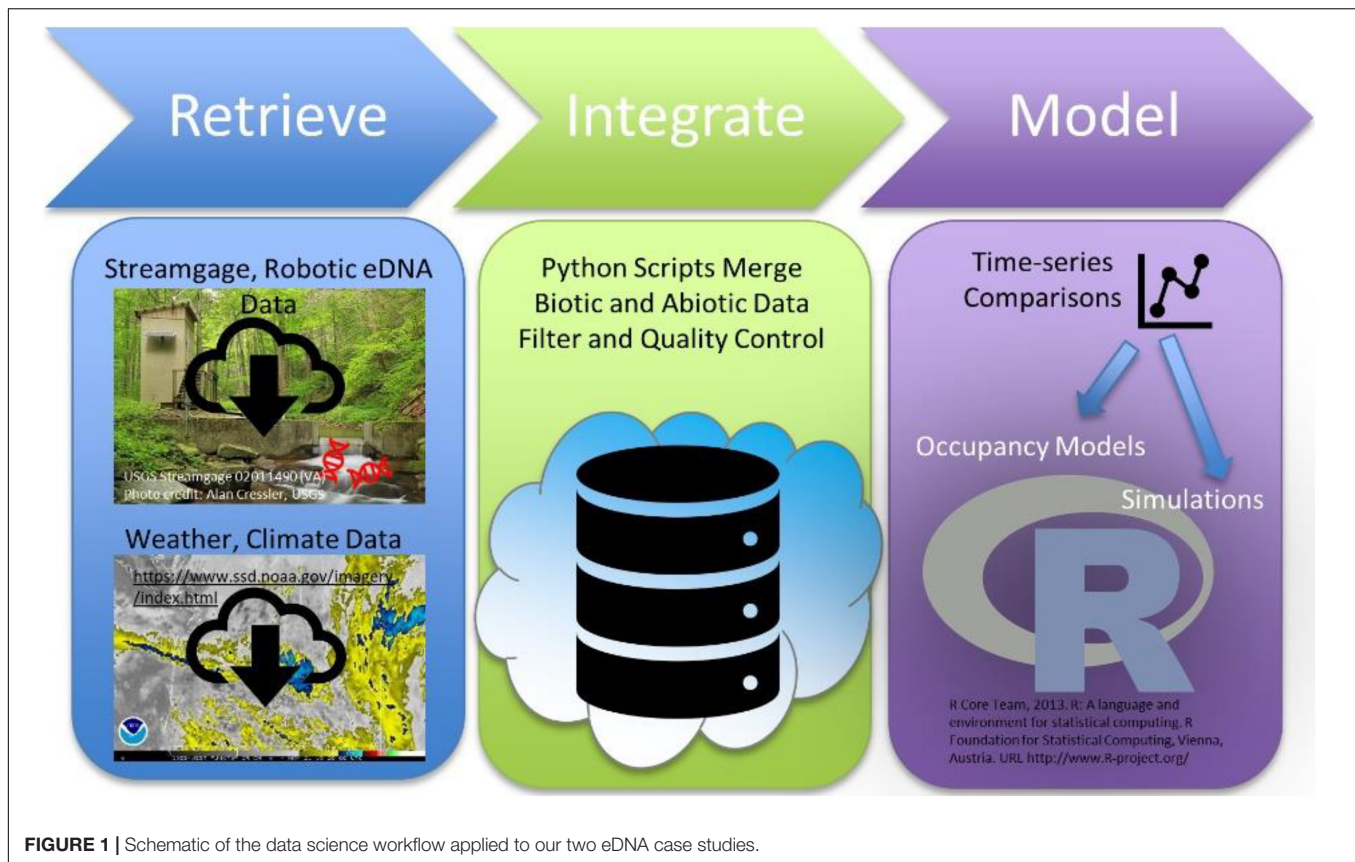 Retrieve
Integrate
Model
Streamgage, Robotic eDNA
Data
USGS Streamgage 02011490 (VA)
Photo credit: Alan Cressler, USGS
Weather, Climate Data
https://www.ssd.noaa.gov/imagery
/index.html
Python Scripts Merge
Biotic and Abiotic Data
Filter and Quality Control
Time-series
Comparisons
Occupancy Models
Simulations
R
R Core Team, 2013. R: A language and
environment for statistical computing. R
Foundation for Statistical Computing, Vienna,
Austria. URL http://www.R-project.org/
FIGURE 1 | Schematic of the data science workflow applied to our two eDNA case studies.